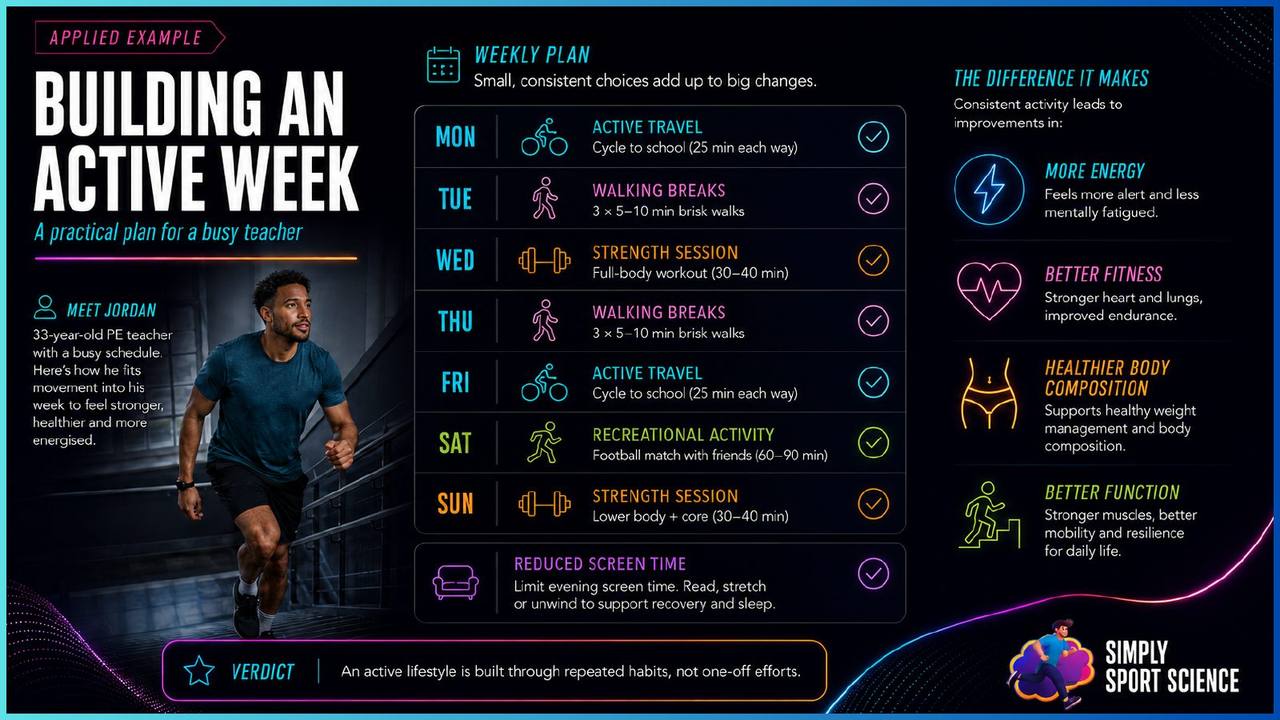 APPLIED EXAMPLE
BUILDING AN
ACTIVE WEEK
A practical plan for a busy teacher
MEET JORDAN
33-year-old PE teacher
with a busy schedule.
Here's how he fits
movement into his
week to feel stronger,
healthier and more
energised.
WEEKLY PLAN
Small, consistent choices add up to big changes.
MON
ACTIVE TRAVEL
Cycle to school (25 min each way)
TUE
WALKING BREAKS
3 × 5–10 min brisk walks
WED
STRENGTH SESSION
Full-body workout (30–40 min)
THU
WALKING BREAKS
3 × 5–10 min brisk walks
FRI
ACTIVE TRAVEL
Cycle to school (25 min each way)
SAT
RECREATIONAL ACTIVITY
Football match with friends (60–90 min)
SUN
STRENGTH SESSION
Lower body + core (30–40 min)
REDUCED SCREEN TIME
Limit evening screen time. Read, stretch
or unwind to support recovery and sleep.
THE DIFFERENCE IT MAKES
Consistent activity leads to
improvements in:
MORE ENERGY
Feels more alert and less
mentally fatigued.
BETTER FITNESS
Stronger heart and lungs,
improved endurance.
HEALTHIER BODY
COMPOSITION
Supports healthy weight
management and body
composition.
BETTER FUNCTION
Stronger muscles, better
mobility and resilience
for daily life.
VERDICT
An active lifestyle is built through repeated habits, not one-off efforts.
SIMPLY
SPORT SCIENCE